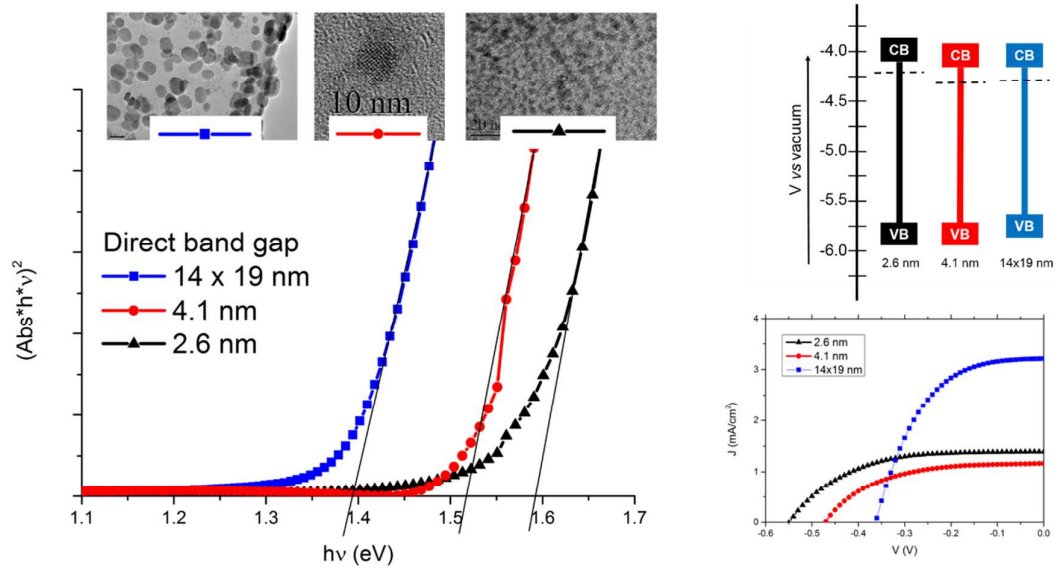 10 nm
20 n
Direct band gap
14 x 19 nm
4.1 nm
2.6 nm
(Abs*h*ν)²
1.1 1.2 1.3 1.4 1.5 1.6 1.7
hν (eV)
V vs vacuum
-4.0
-4.5
-5.0
-5.5
-6.0
CB CB CB
VB VB VB
2.6 nm 4.1 nm 14x19 nm
2.6 nm
4.1 nm
14x19 nm
J (mA/cm²)
4
3
2
1
0
-0.6 -0.5 -0.4 -0.3 -0.2 -0.1 0.0
V (V)